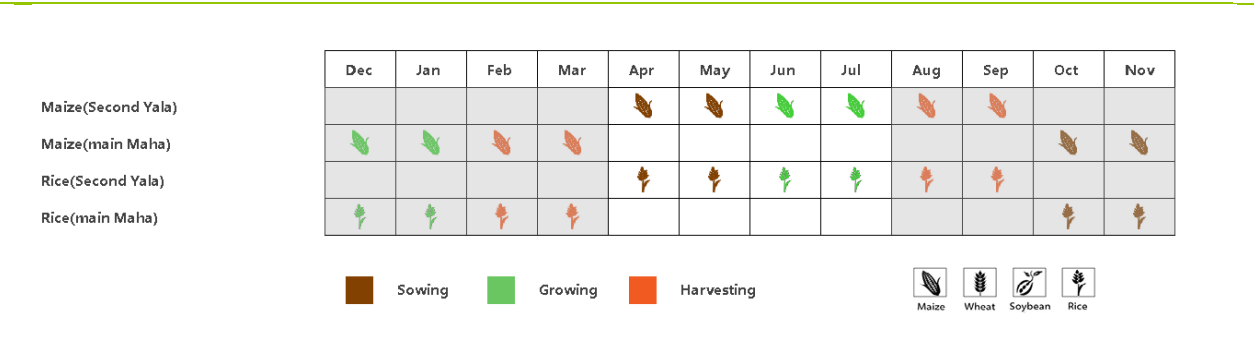 Dec Jan Feb Mar Apr May Jun Jul Aug Sep Oct Nov
Maize(Second Yala)
Maize(main Maha)
Rice(Second Yala)
Rice(main Maha)
Sowing Growing Harvesting
Maize Wheat Soybean Rice